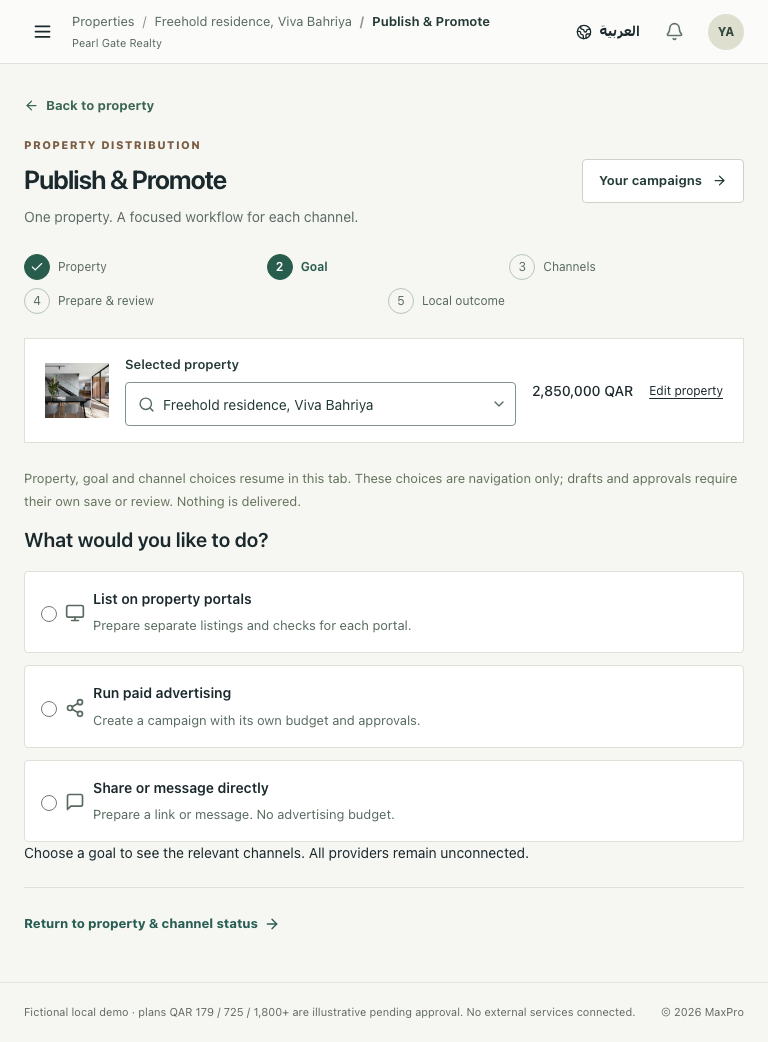 Properties / Freehold residence, Viva Bahriya / Publish & Promote
Pearl Gate Realty
العربية
YA
Back to property
PROPERTY DISTRIBUTION
Publish & Promote
Your campaigns
One property. A focused workflow for each channel.
Property
2 Goal
3 Channels
4 Prepare & review
5 Local outcome
Selected property
Freehold residence, Viva Bahriya
2,850,000 QAR
Edit property
Property, goal and channel choices resume in this tab. These choices are navigation only; drafts and approvals require
their own save or review. Nothing is delivered.
What would you like to do?
List on property portals
Prepare separate listings and checks for each portal.
Run paid advertising
Create a campaign with its own budget and approvals.
Share or message directly
Prepare a link or message. No advertising budget.
Choose a goal to see the relevant channels. All providers remain unconnected.
Return to property & channel status
Fictional local demo · plans QAR 179 / 725 / 1,800+ are illustrative pending approval. No external services connected.
© 2026 MaxPro